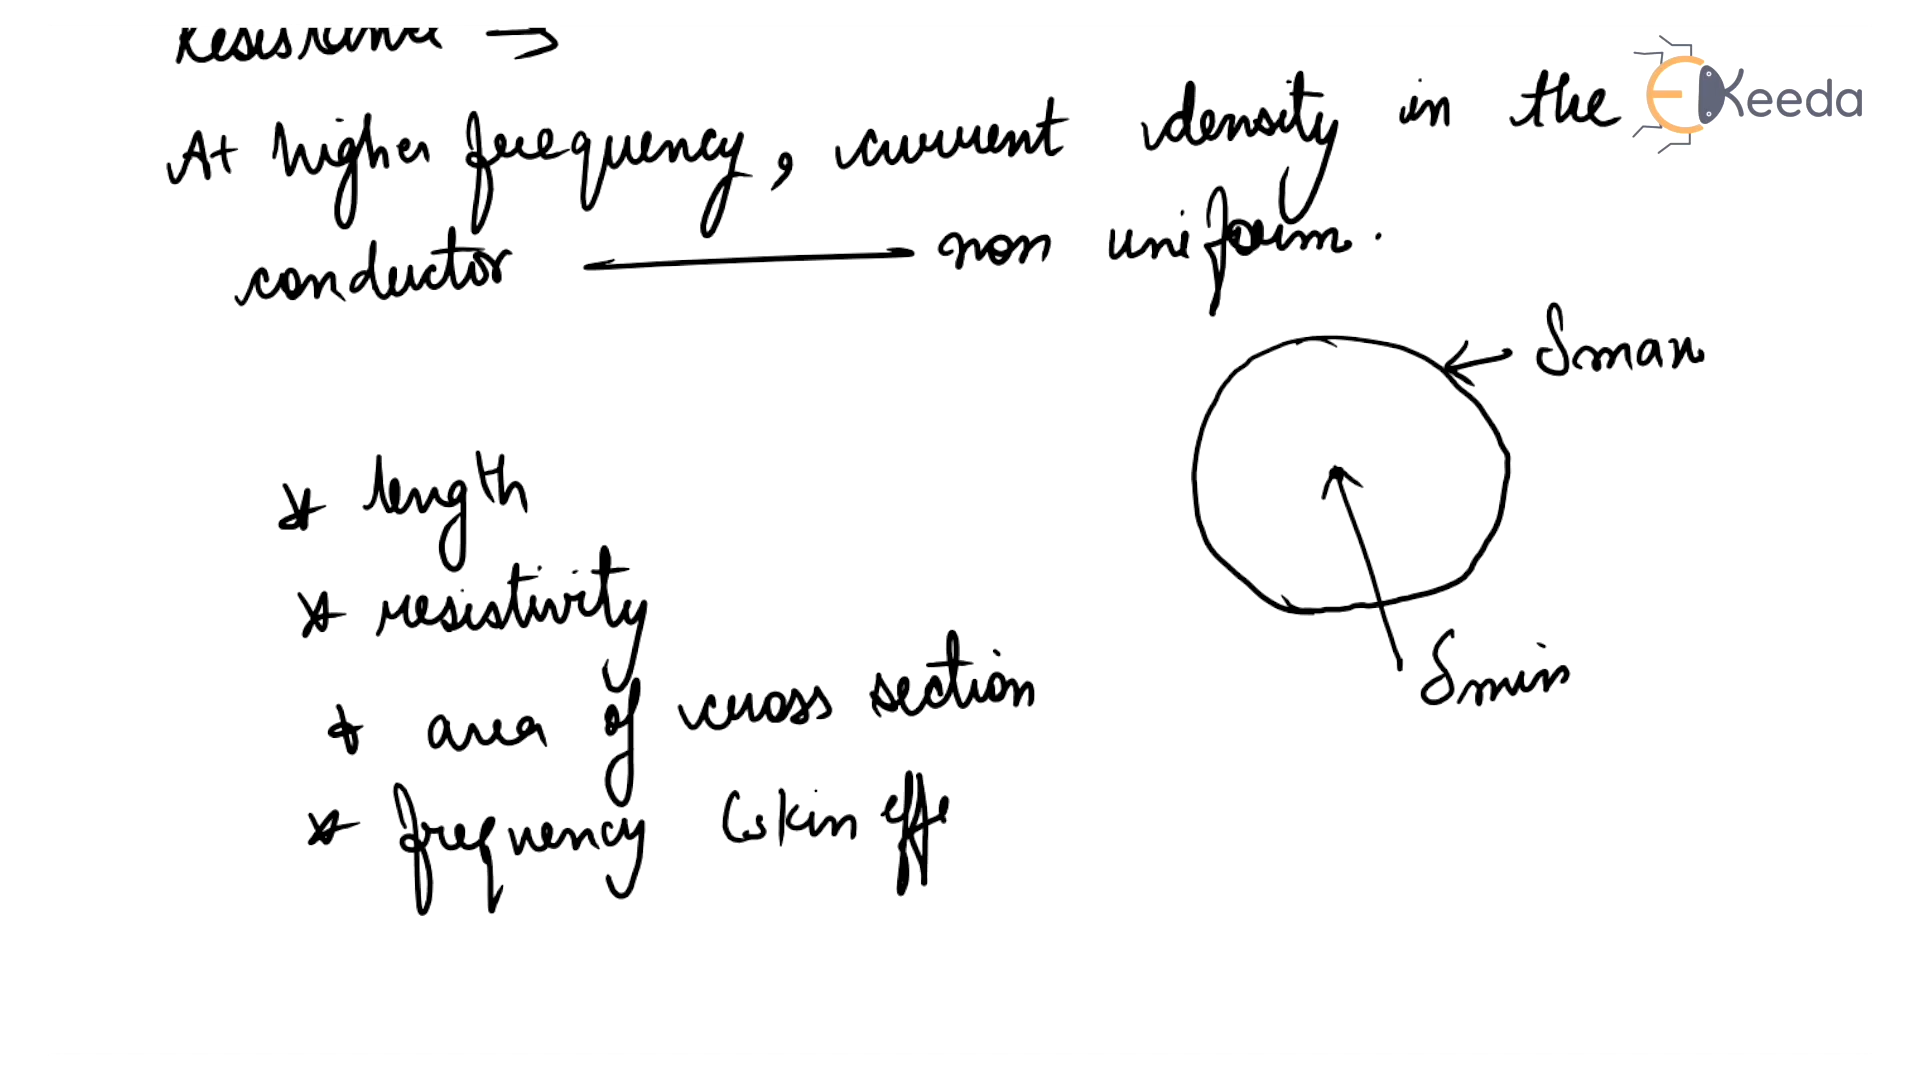 Resistance →
At higher frequency, current density in the
EKeeda
conductor ——— non uniform.
δmax
* length
* resistivity
δmin
* area of cross section
* frequency (skin effe